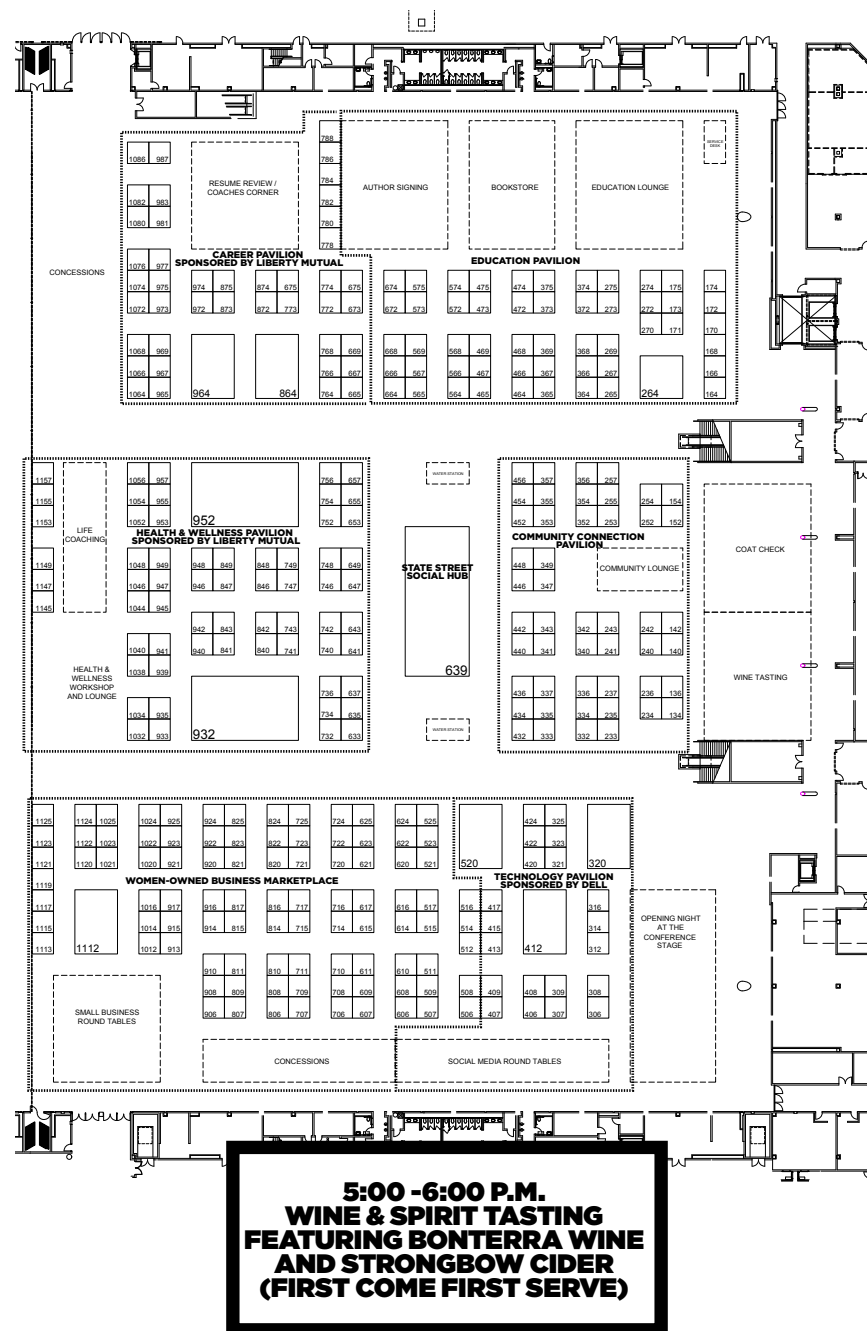 788
1086 987
786
SERVICE
DESK
784
RESUME REVIEW /
COACHES CORNER
AUTHOR SIGNING
BOOKSTORE
EDUCATION LOUNGE
1082 983
782
1080 981
780
778
CAREER PAVILION
SPONSORED BY LIBERTY MUTUAL
EDUCATION PAVILION
1076 977
CONCESSIONS
1074 975 974 875 874 675 774 675 674 575 574 475 474 375 374 275 274 175 174
1072 973 972 873 872 773 772 673 672 573 572 473 472 373 372 273 272 173 172
270 171 170
1068 969 768 669 668 569 568 469 468 369 368 269 168
1066 967 766 667 666 567 566 467 466 367 366 267 166
1064 965 964 864 764 665 664 565 564 465 464 365 364 265 264 164
1157 1056 957 756 657 WATER STATION 456 357 356 257
1155 1054 955 754 655 454 355 354 255 254 154
1153 1052 953 952 752 653 452 353 352 253 252 152
LIFE
COACHING
HEALTH & WELLNESS PAVILION
SPONSORED BY LIBERTY MUTUAL
COMMUNITY CONNECTION
PAVILION
COAT CHECK
1149 1048 949 948 849 848 749 748 649 448 349
STATE STREET
SOCIAL HUB
COMMUNITY LOUNGE
1147 1046 947 946 847 846 747 746 647 446 347
1145 1044 945
942 843 842 743 742 643 442 343 342 243 242 142
1040 941 940 841 840 741 740 641 440 341 340 241 240 140
1038 939
HEALTH &
WELLNESS
WORKSHOP
AND LOUNGE
639
WINE TASTING
736 637 436 337 336 237 236 136
1034 935 734 635 434 335 334 235 234 134
1032 933 932 732 633 WATER STATION 432 333 332 233
1125 1124 1025 1024 925 924 825 824 725 724 625 624 525 424 325
1123 1122 1023 1022 923 922 823 822 723 722 623 622 523 422 323
1121 1120 1021 1020 921 920 821 820 721 720 621 620 521 520 420 321 320
1119
WOMEN-OWNED BUSINESS MARKETPLACE
TECHNOLOGY PAVILION
SPONSORED BY DELL
1117 1016 917 916 817 816 717 716 617 616 517 516 417 316
1115 1014 915 914 815 814 715 714 615 614 515 514 415 314
1113 1112 1012 913 512 413 412 312
OPENING NIGHT
AT THE
CONFERENCE
STAGE
910 811 810 711 710 611 610 511
908 809 808 709 708 609 608 509 508 409 408 309 308
906 807 806 707 706 607 606 507 506 407 406 307 306
SMALL BUSINESS
ROUND TABLES
CONCESSIONS
SOCIAL MEDIA ROUND TABLES
5:00 -6:00 P.M.
WINE & SPIRIT TASTING
FEATURING BONTERRA WINE
AND STRONGBOW CIDER
(FIRST COME FIRST SERVE)